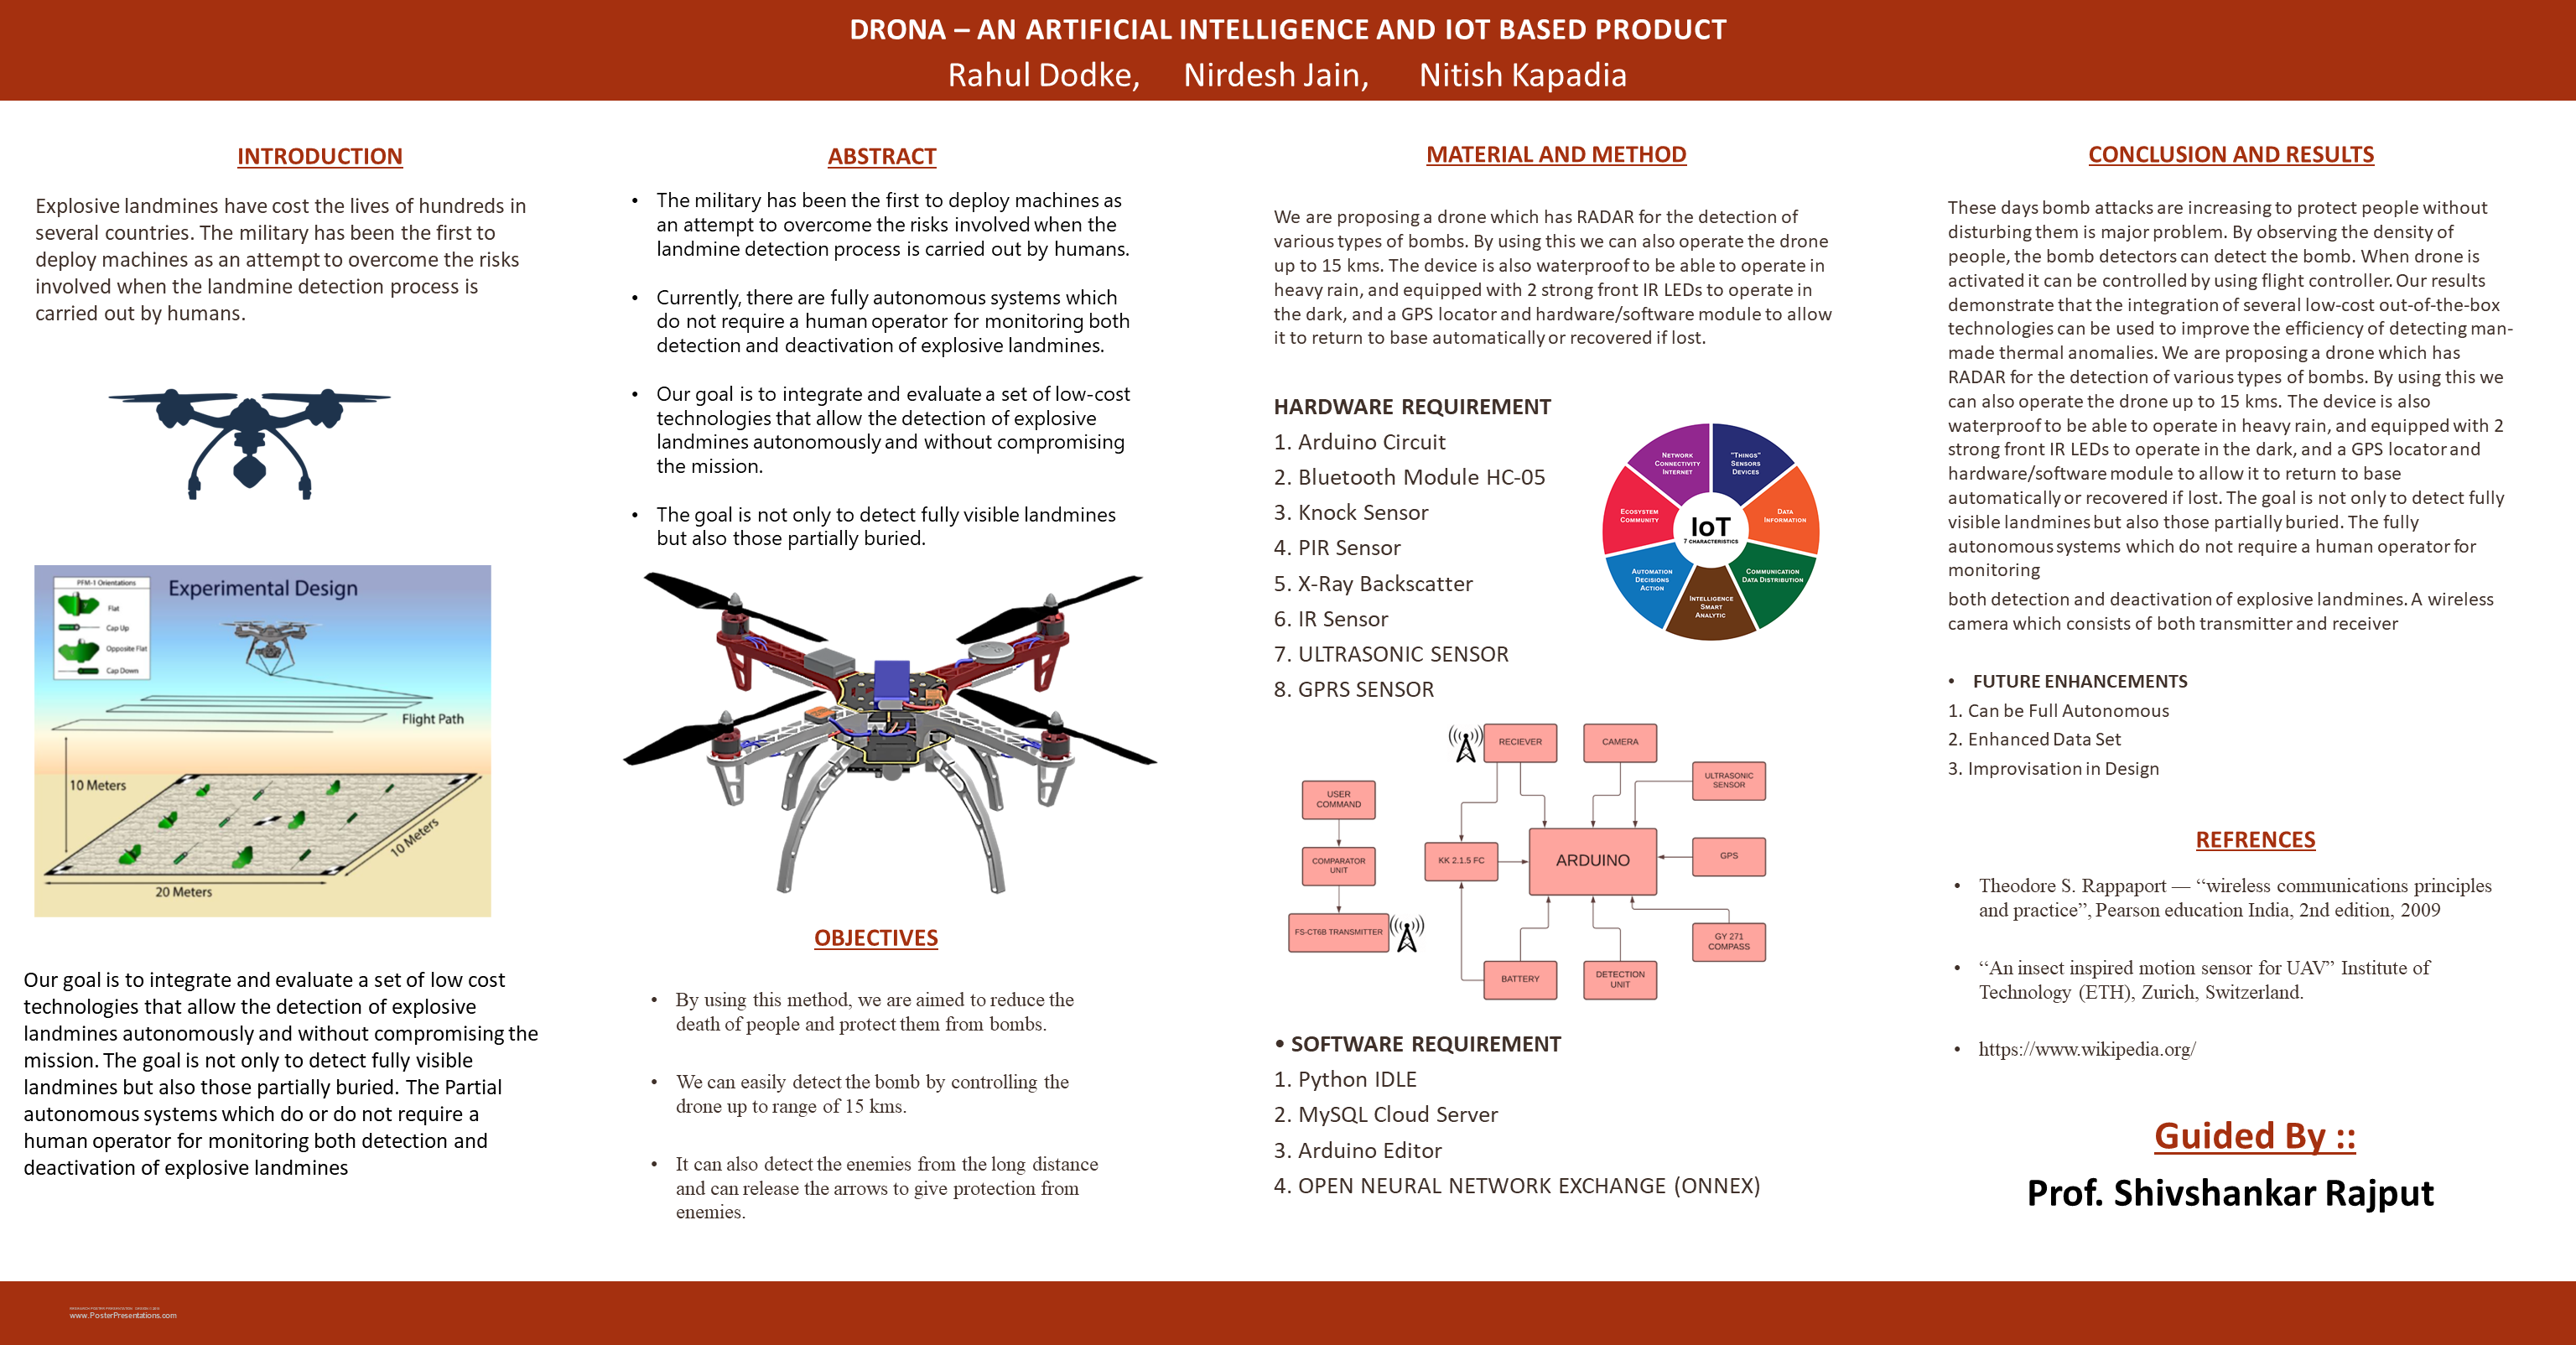 DRONA – AN ARTIFICIAL INTELLIGENCE AND IOT BASED PRODUCT
Rahul Dodke, Nirdesh Jain, Nitish Kapadia
INTRODUCTION
Explosive landmines have cost the lives of hundreds in
several countries. The military has been the first to
deploy machines as an attempt to overcome the risks
involved when the landmine detection process is
carried out by humans.
PFM-1 Orientations
Flat
Cap Up
Opposite Flat
Cap Down
Experimental Design
Flight Path
10 Meters
10 Meters
20 Meters
Our goal is to integrate and evaluate a set of low cost
technologies that allow the detection of explosive
landmines autonomously and without compromising the
mission. The goal is not only to detect fully visible
landmines but also those partially buried. The Partial
autonomous systems which do or do not require a
human operator for monitoring both detection and
deactivation of explosive landmines
ABSTRACT
• The military has been the first to deploy machines as
an attempt to overcome the risks involved when the
landmine detection process is carried out by humans.
• Currently, there are fully autonomous systems which
do not require a human operator for monitoring both
detection and deactivation of explosive landmines.
• Our goal is to integrate and evaluate a set of low-cost
technologies that allow the detection of explosive
landmines autonomously and without compromising
the mission.
• The goal is not only to detect fully visible landmines
but also those partially buried.
OBJECTIVES
• By using this method, we are aimed to reduce the
death of people and protect them from bombs.
• We can easily detect the bomb by controlling the
drone up to range of 15 kms.
• It can also detect the enemies from the long distance
and can release the arrows to give protection from
enemies.
MATERIAL AND METHOD
We are proposing a drone which has RADAR for the detection of
various types of bombs. By using this we can also operate the drone
up to 15 kms. The device is also waterproof to be able to operate in
heavy rain, and equipped with 2 strong front IR LEDs to operate in
the dark, and a GPS locator and hardware/software module to allow
it to return to base automatically or recovered if lost.
HARDWARE REQUIREMENT
1. Arduino Circuit
2. Bluetooth Module HC-05
3. Knock Sensor
4. PIR Sensor
5. X-Ray Backscatter
6. IR Sensor
7. ULTRASONIC SENSOR
8. GPRS SENSOR
NETWORK
CONNECTIVITY
INTERNET
"THINGS"
SENSORS
DEVICES
ECOSYSTEM
COMMUNITY
DATA
INFORMATION
IoT
7 CHARACTERISTICS
AUTOMATION
DECISIONS
ACTION
COMMUNICATION
DATA DISTRIBUTION
INTELLIGENCE
SMART
ANALYTIC
RECIEVER
CAMERA
ULTRASONIC
SENSOR
USER
COMMAND
COMPARATOR
UNIT
KK 2.1.5 FC
ARDUINO
GPS
FS-CT6B TRANSMITTER
GY 271
COMPASS
BATTERY
DETECTION
UNIT
• SOFTWARE REQUIREMENT
1. Python IDLE
2. MySQL Cloud Server
3. Arduino Editor
4. OPEN NEURAL NETWORK EXCHANGE (ONNEX)
CONCLUSION AND RESULTS
These days bomb attacks are increasing to protect people without
disturbing them is major problem. By observing the density of
people, the bomb detectors can detect the bomb. When drone is
activated it can be controlled by using flight controller. Our results
demonstrate that the integration of several low-cost out-of-the-box
technologies can be used to improve the efficiency of detecting man-
made thermal anomalies. We are proposing a drone which has
RADAR for the detection of various types of bombs. By using this we
can also operate the drone up to 15 kms. The device is also
waterproof to be able to operate in heavy rain, and equipped with 2
strong front IR LEDs to operate in the dark, and a GPS locator and
hardware/software module to allow it to return to base
automatically or recovered if lost. The goal is not only to detect fully
visible landmines but also those partially buried. The fully
autonomous systems which do not require a human operator for
monitoring
both detection and deactivation of explosive landmines. A wireless
camera which consists of both transmitter and receiver
• FUTURE ENHANCEMENTS
1. Can be Full Autonomous
2. Enhanced Data Set
3. Improvisation in Design
REFRENCES
• Theodore S. Rappaport — “wireless communications principles
and practice”, Pearson education India, 2nd edition, 2009
• “An insect inspired motion sensor for UAV” Institute of
Technology (ETH), Zurich, Switzerland.
• https://www.wikipedia.org/
Guided By ::
Prof. Shivshankar Rajput
www.PosterPresentations.com